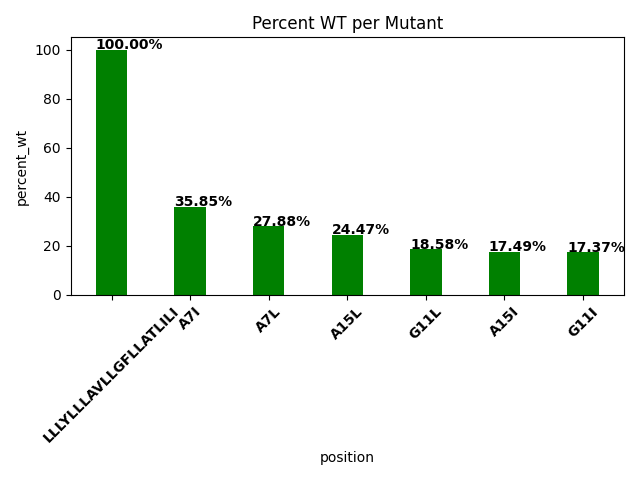 Percent WT per Mutant
percent_wt
100
80
60
40
20
0
100.00%
35.85%
27.88%
24.47%
18.58%
17.49%
17.37%
LLLYLLLAVLLGFLLATLILI
A7I
A7L
A15L
G11L
A15I
G11I
position